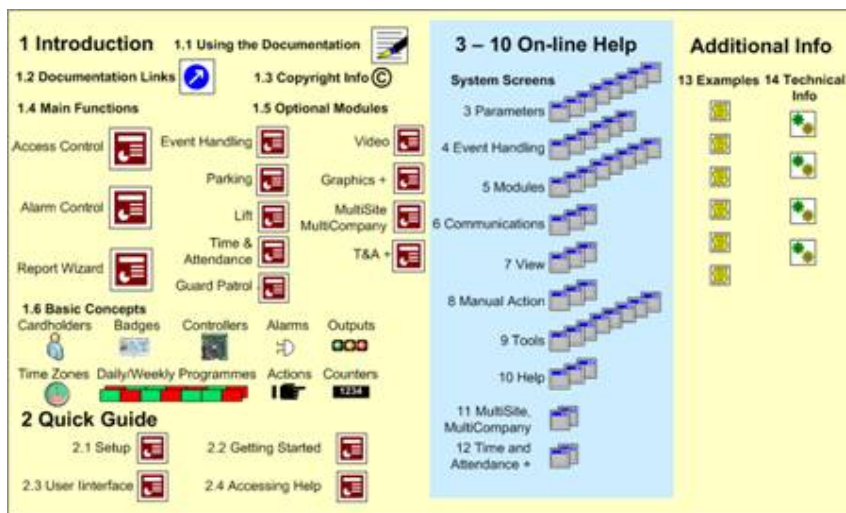 1 Introduction
1.1 Using the Documentation
1.2 Documentation Links
1.3 Copyright Info ©
1.4 Main Functions
1.5 Optional Modules
Access Control
Event Handling
Video
Parking
Graphics +
Alarm Control
Lift
MultiSite
MultiCompany
Time &
Attendance
T&A +
Report Wizard
Guard Patrol
1.6 Basic Concepts
Cardholders
Badges
Controllers
Alarms
Outputs
Time Zones
Daily/Weekly Programmes
Actions
Counters
1234
2 Quick Guide
2.1 Setup
2.2 Getting Started
2.3 User Iinterface
2.4 Accessing Help
3 – 10 On-line Help
System Screens
3 Parameters
4 Event Handling
5 Modules
6 Communications
7 View
8 Manual Action
9 Tools
10 Help
11 MultiSite,
MultiCompany
12 Time and
Attendance +
Additional Info
13 Examples
14 Technical
Info